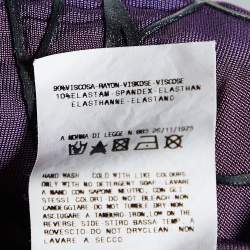 90%VISCOSA-RAYON-VISKOSE-VISCOSE
10%ELASTAM-SPANDEX-ELASTHAN
ELASTHANNE-ELASTANO
A NORMA DI LEGGE N 883 26/11/1973
HAND WASH COLD WITH LIKE COLOURS
ONLY WITH NO DETERGENT SOAP LAVARE
A MANO CON SAPONE NEUTRO, CON GET
STESSI COLORI DO NOT BLEACH NON
CANDEGGIARE DO NOT TUMBLE DRY NON
ASCIUGARE A TAMBURO IRON, LOW ON THE
REVERSE SIDE-STIRO BASSA TEMP. A
ROVESCIO DO NOT DRYCLEAN NON
LAVARE A SECCO